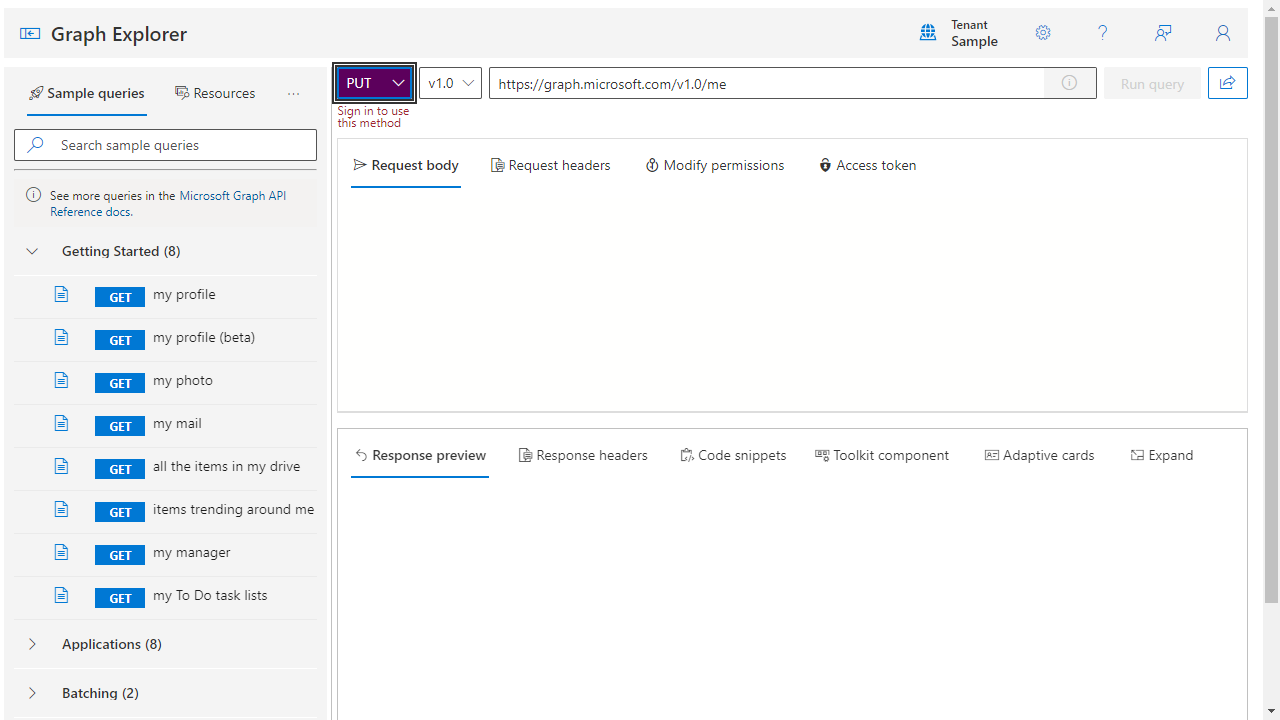 Graph Explorer
Tenant
Sample
Sample queries
Resources
Search sample queries
See more queries in the Microsoft Graph API
Reference docs.
Getting Started (8)
GET my profile
GET my profile (beta)
GET my photo
GET my mail
GET all the items in my drive
GET items trending around me
GET my manager
GET my To Do task lists
Applications (8)
Batching (2)
PUT
v1.0
https://graph.microsoft.com/v1.0/me
Run query
Sign in to use
this method
Request body
Request headers
Modify permissions
Access token
Response preview
Response headers
Code snippets
Toolkit component
Adaptive cards
Expand